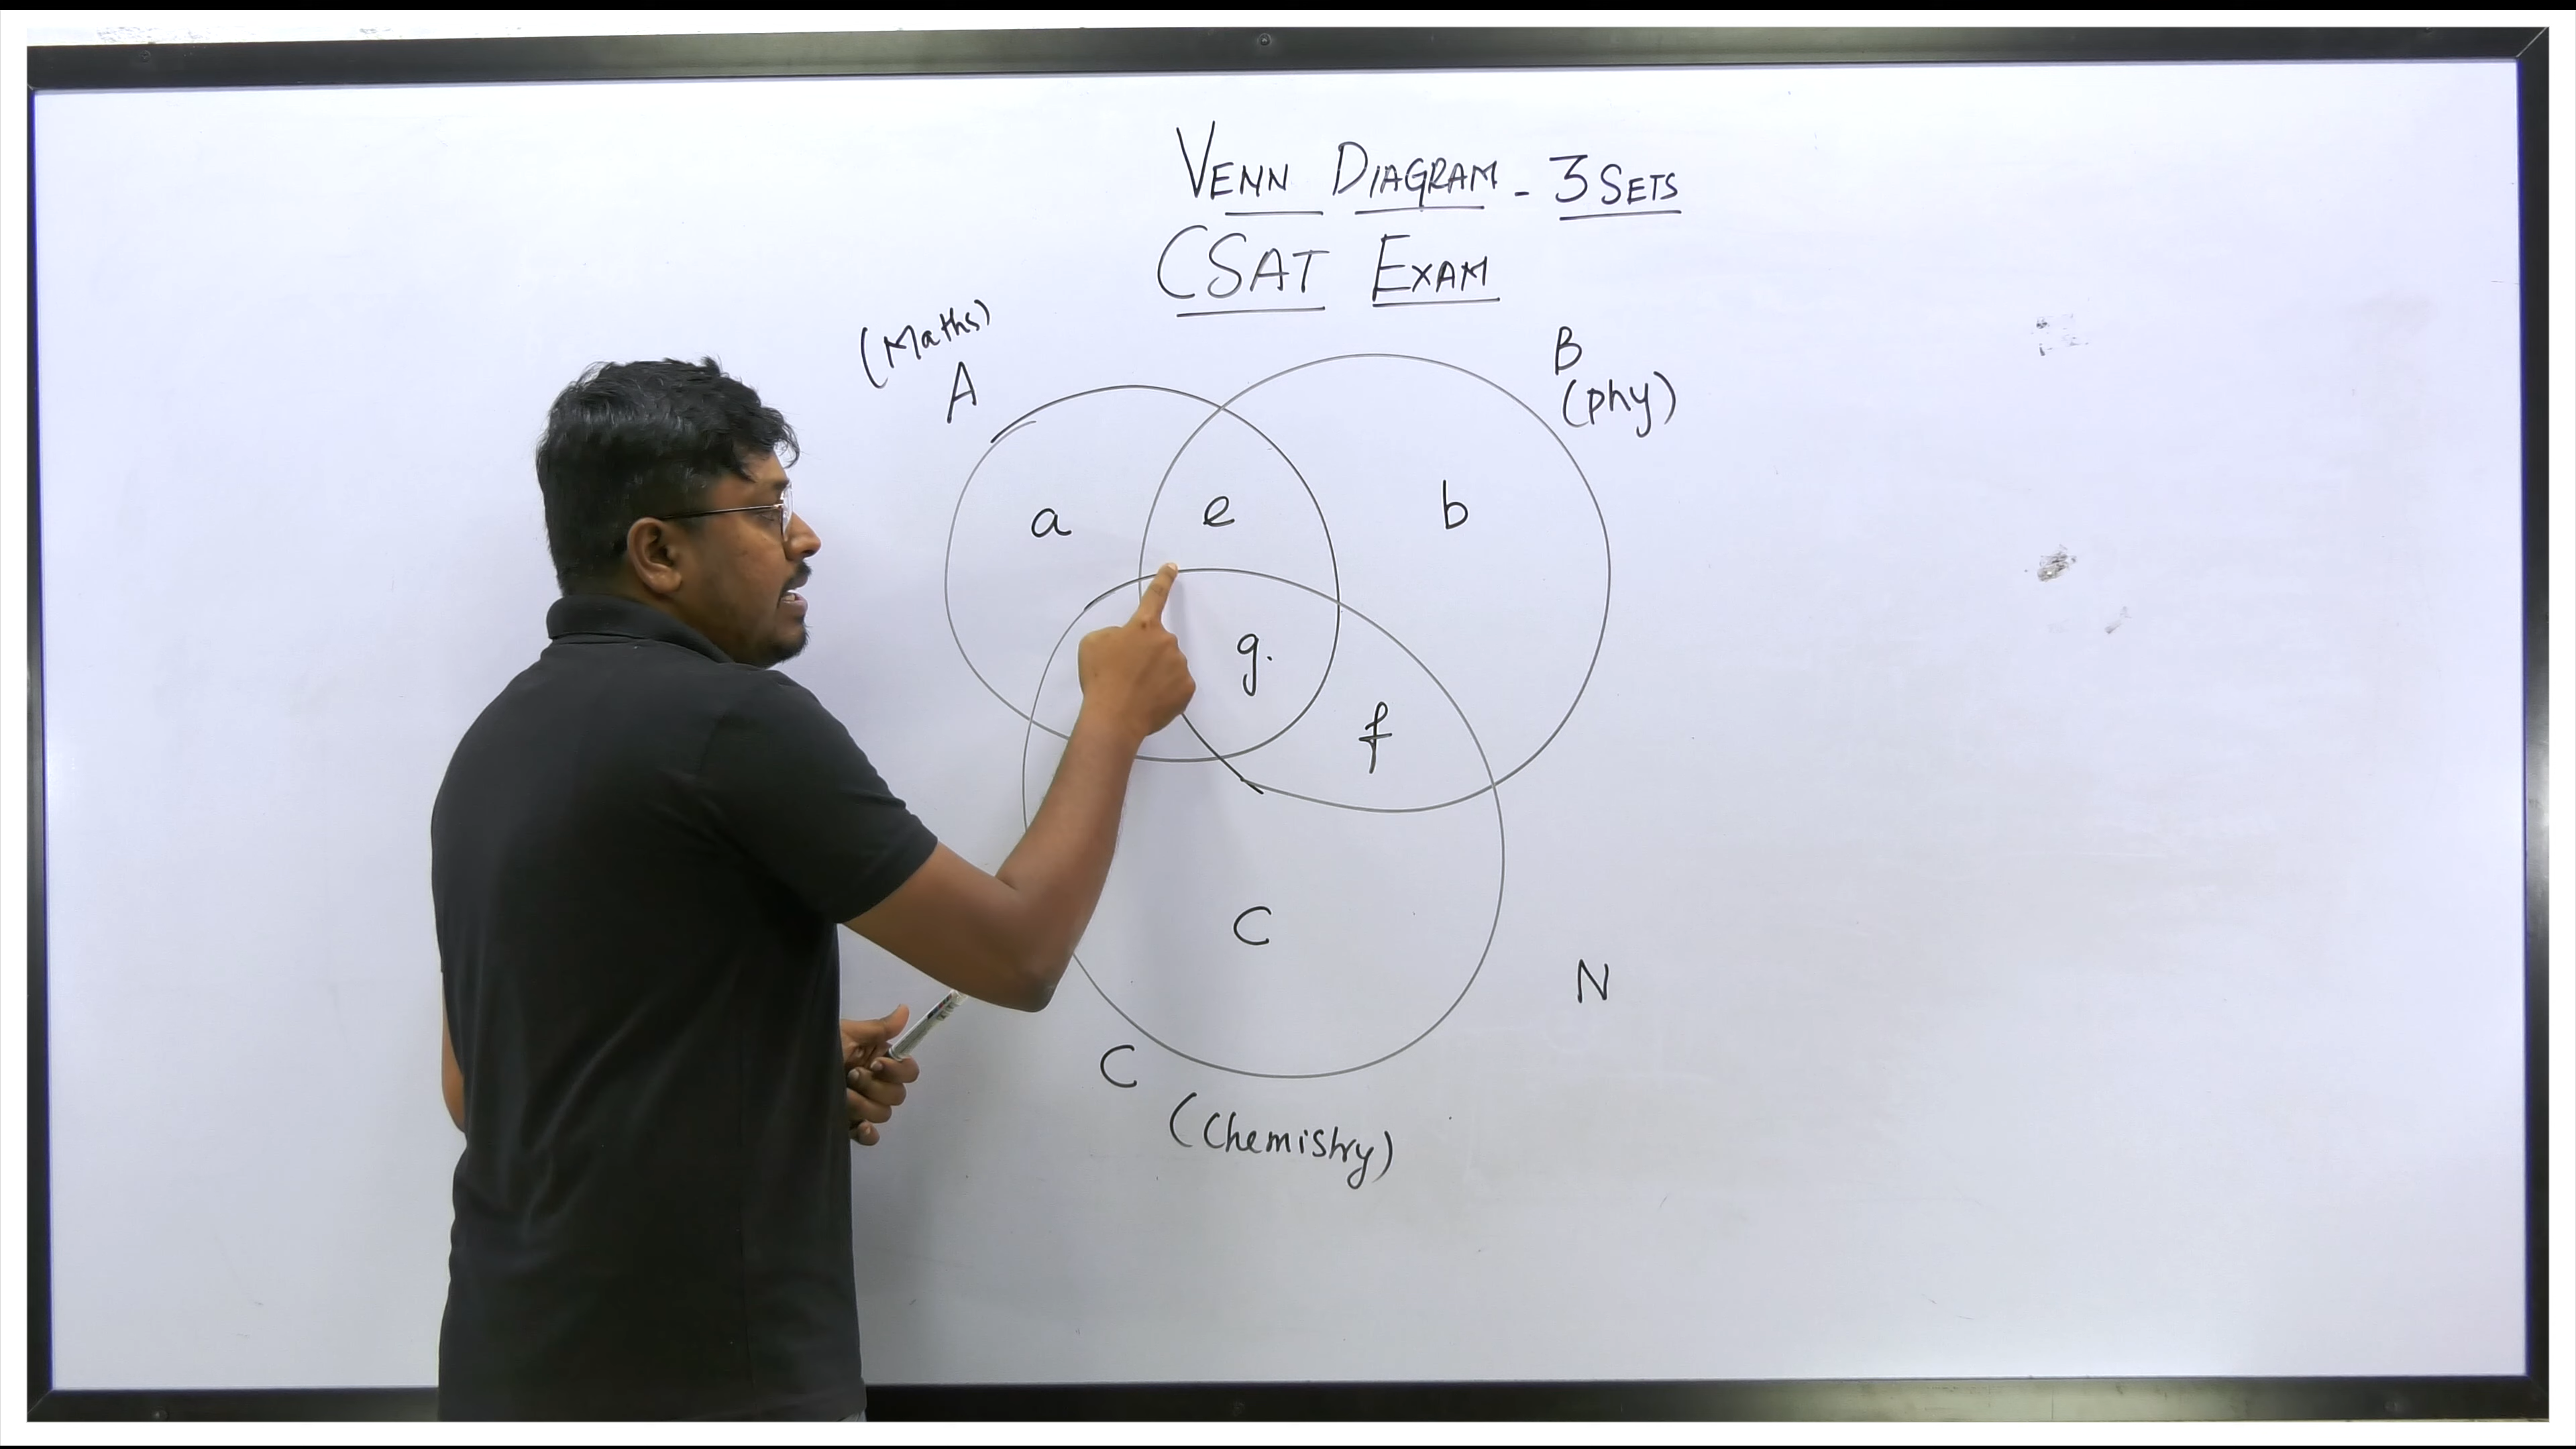 VENN DIAGRAM - 3 SETS
CSAT EXAM
(Maths)
A
B
(phy)
a
e
b
g.
f
C
N
C
(Chemistry)